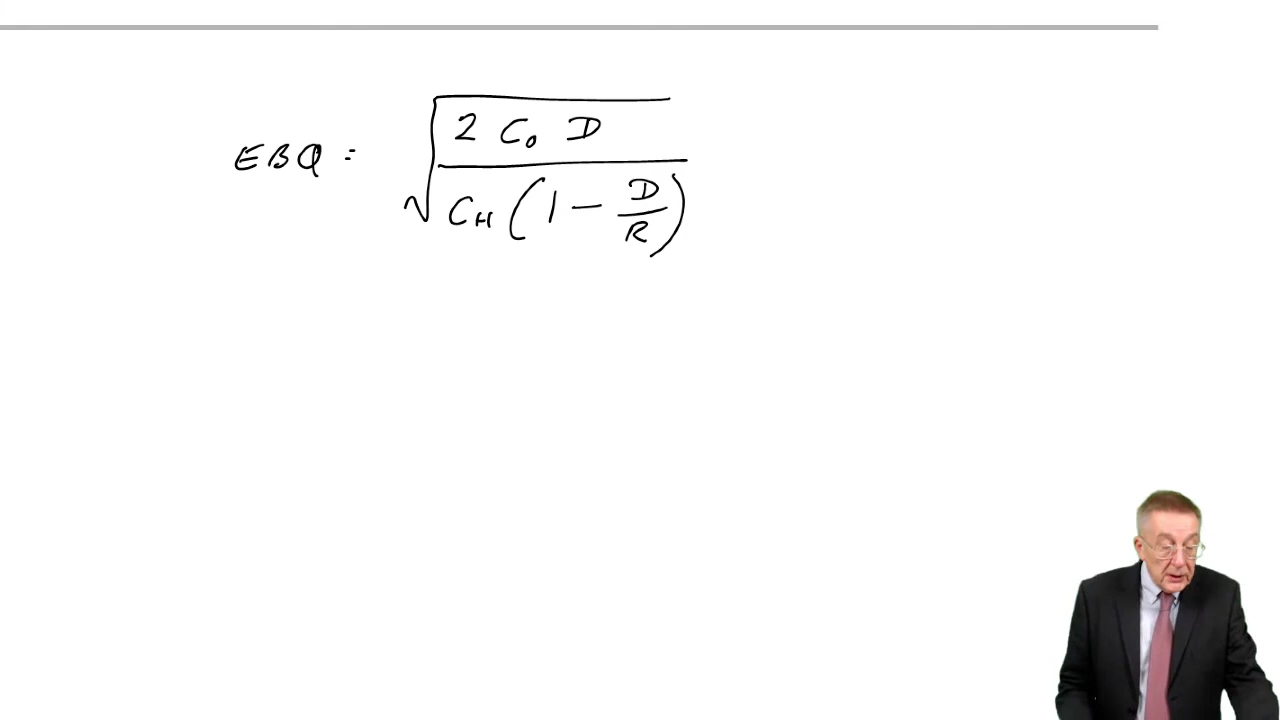 EBQ = √(2 C₀ D / C_H (1 − D/R))